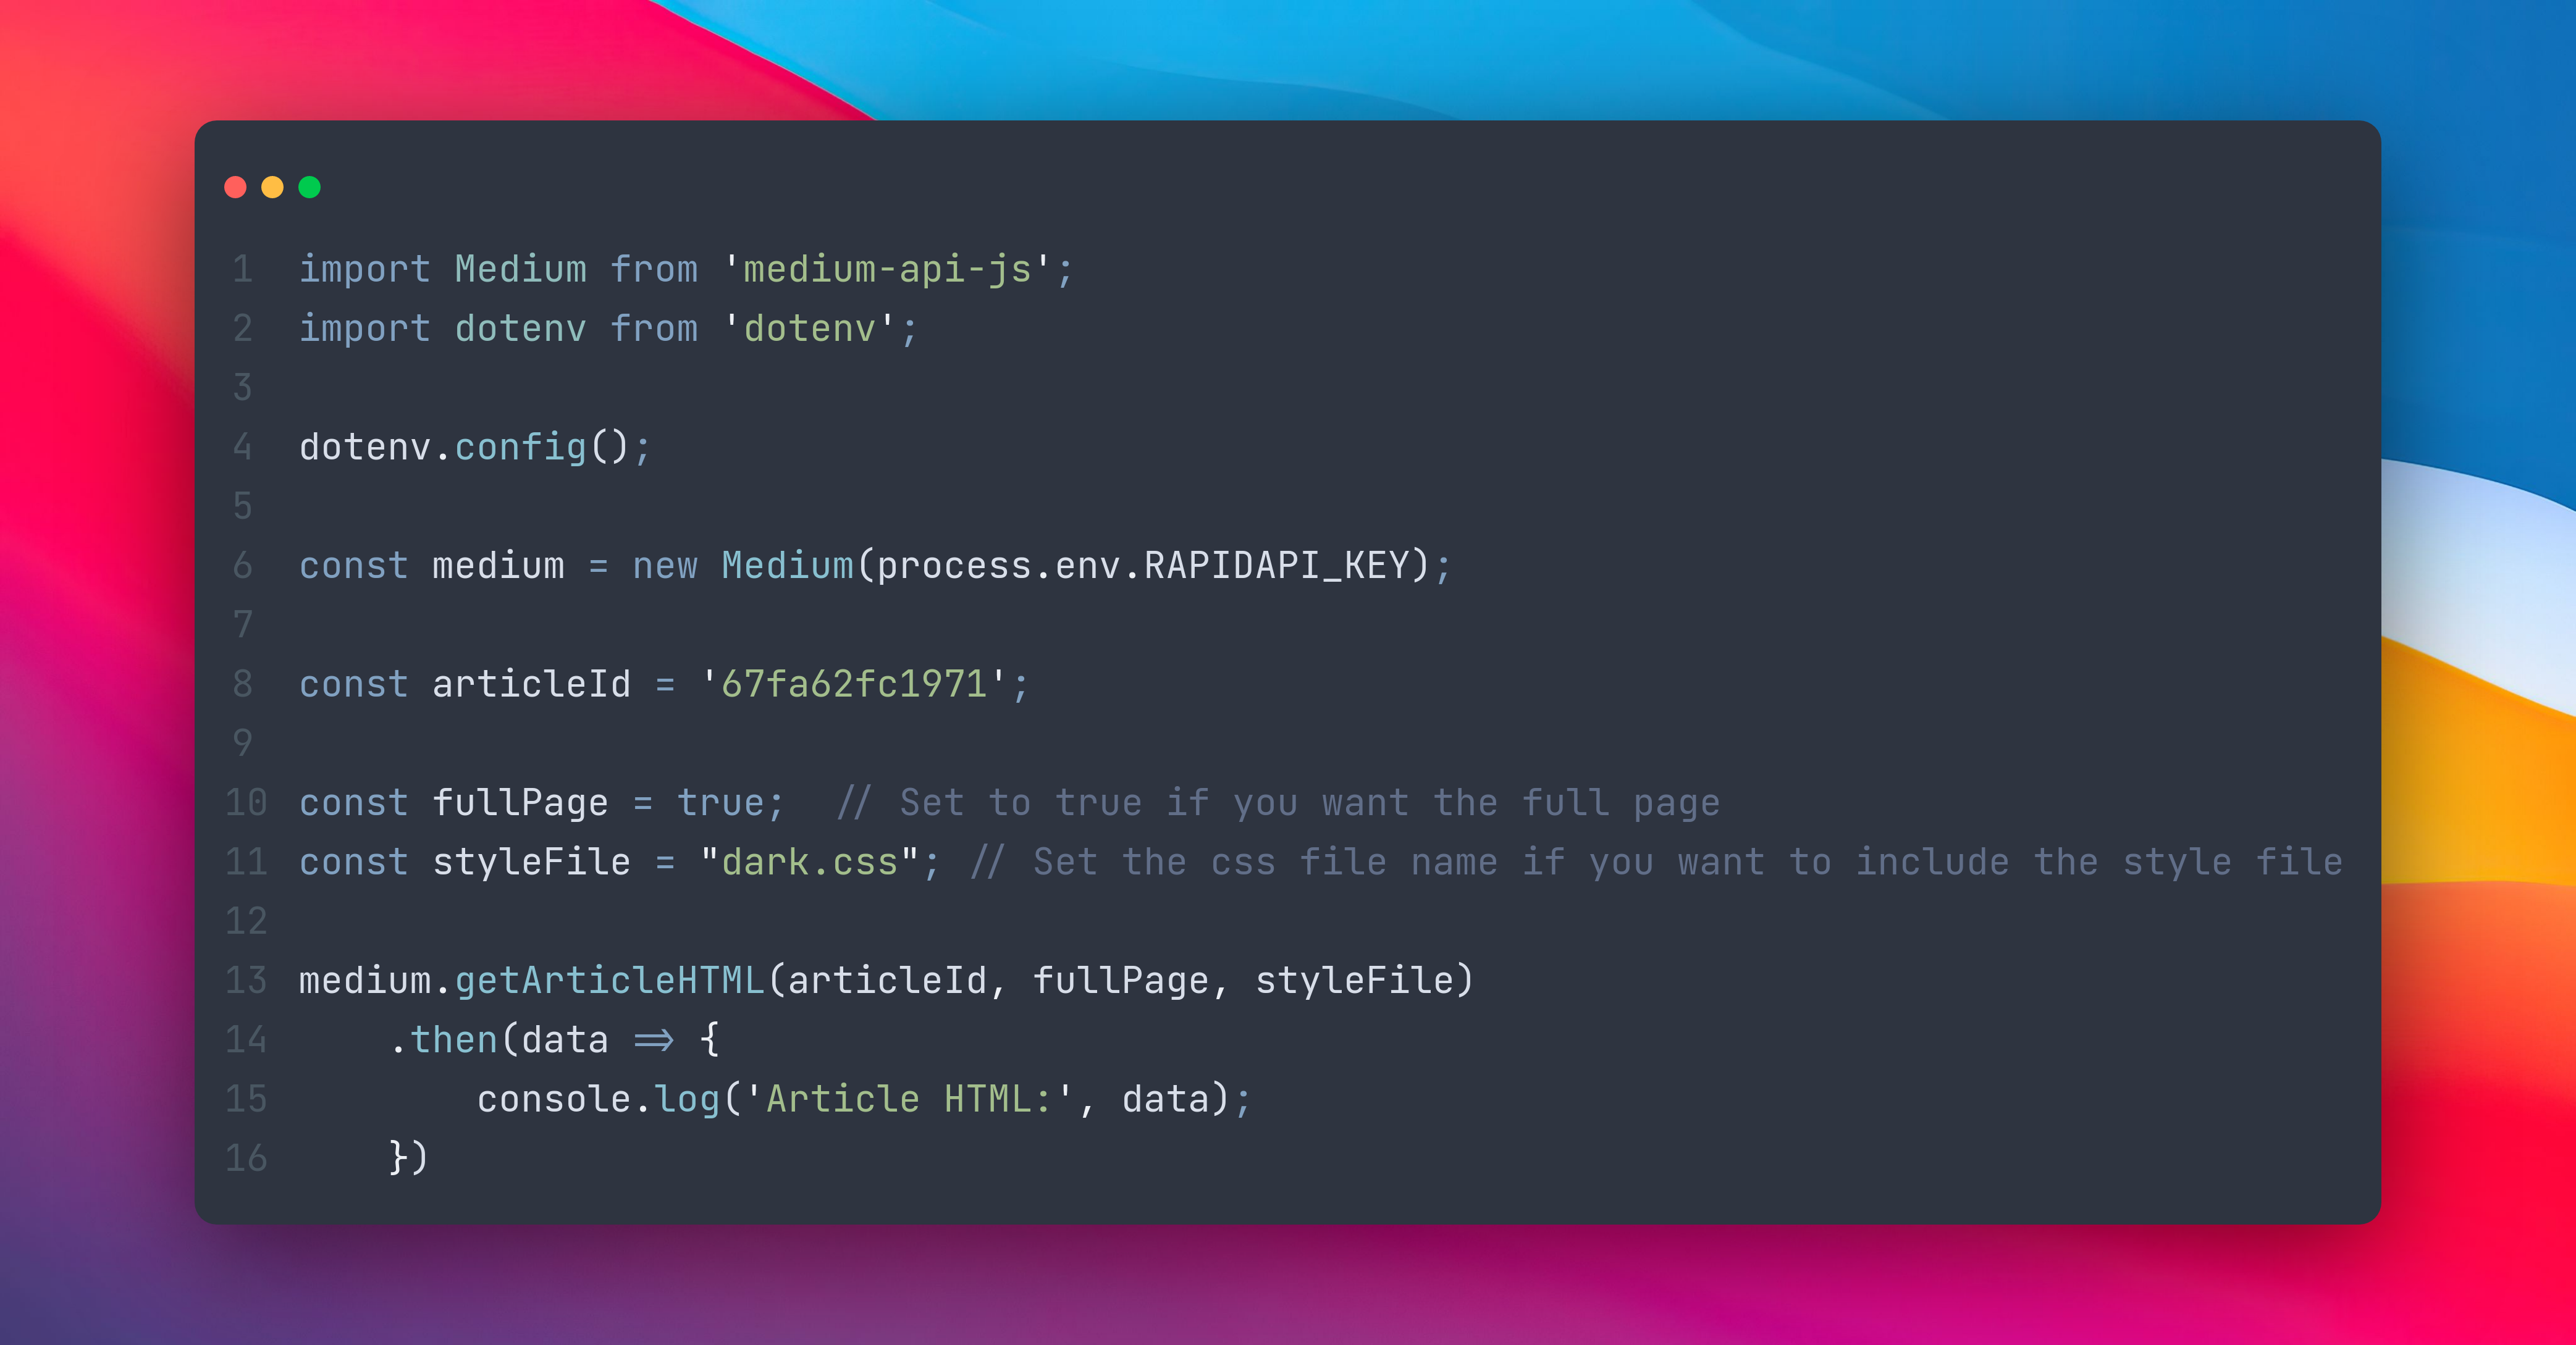 1 import Medium from 'medium-api-js';
2 import dotenv from 'dotenv';
3
4 dotenv.config();
5
6 const medium = new Medium(process.env.RAPIDAPI_KEY);
7
8 const articleId = '67fa62fc1971';
9
10 const fullPage = true;  // Set to true if you want the full page
11 const styleFile = "dark.css"; // Set the css file name if you want to include the style file
12
13 medium.getArticleHTML(articleId, fullPage, styleFile)
14     .then(data => {
15         console.log('Article HTML:', data);
16     })